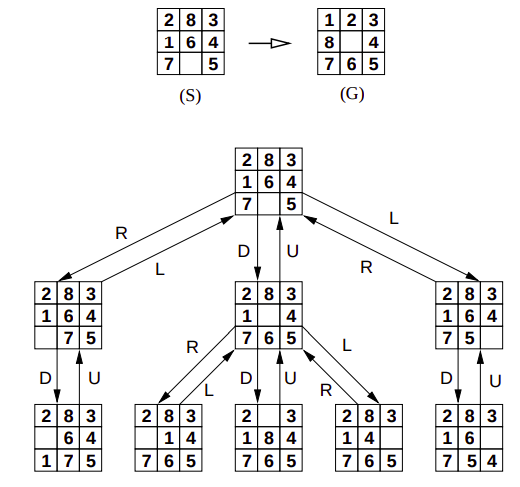 2 8 3 1 2 3
1 6 4 8 4
7 5 7 6 5
(S) (G)
2 8 3
1 6 4
7 5
R L D U R L
2 8 3 2 8 3 2 8 3
1 6 4 1 4 1 6 4
7 5 7 6 5 7 5
D U R L D U R L D U
2 8 3 2 8 3 2 3 2 8 3 2 8 3
6 4 1 4 1 8 4 1 4 1 6
1 7 5 7 6 5 7 6 5 7 6 5 7 5 4